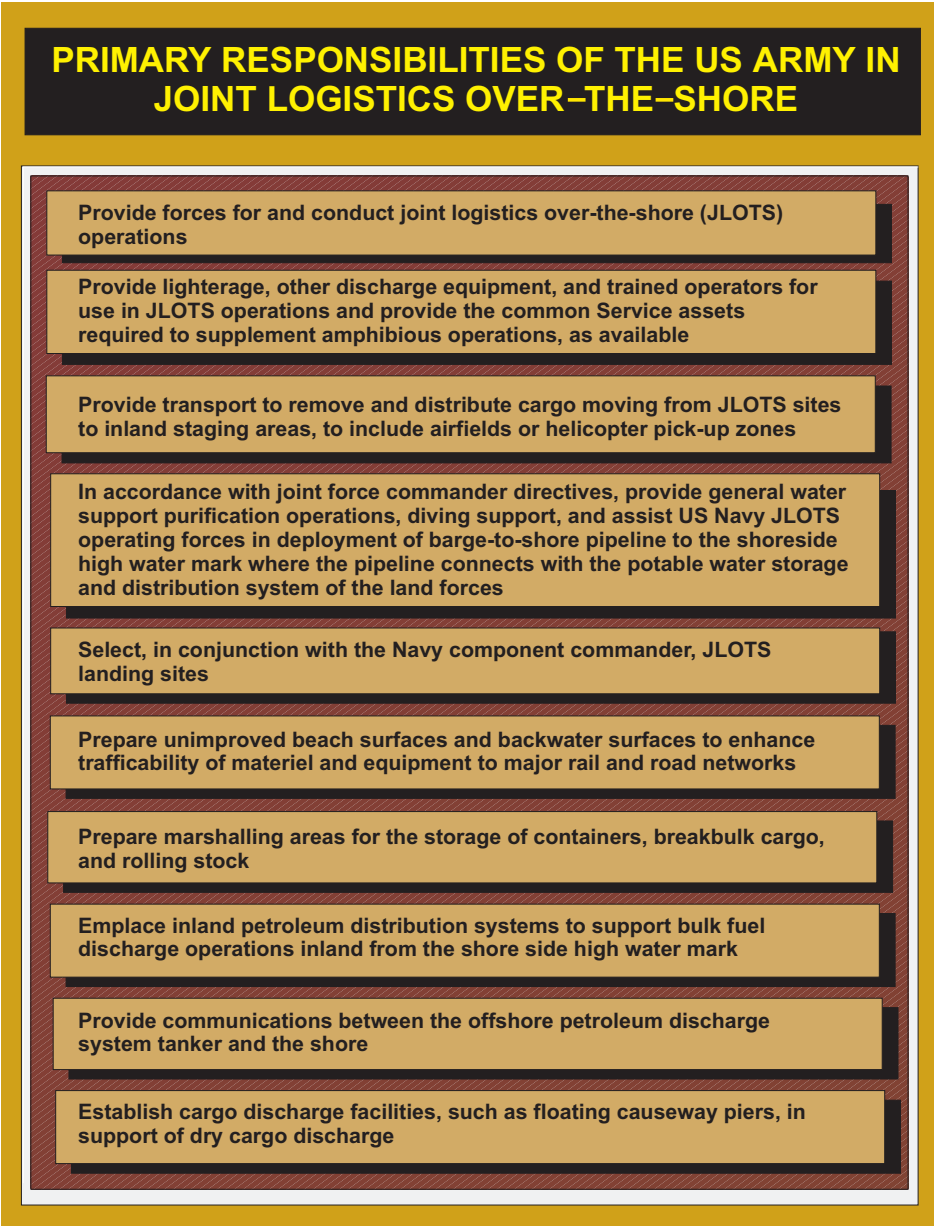 PRIMARY RESPONSIBILITIES OF THE US ARMY IN
JOINT LOGISTICS OVER–THE–SHORE
Provide forces for and conduct joint logistics over-the-shore (JLOTS)
operations
Provide lighterage, other discharge equipment, and trained operators for
use in JLOTS operations and provide the common Service assets
required to supplement amphibious operations, as available
Provide transport to remove and distribute cargo moving from JLOTS sites
to inland staging areas, to include airfields or helicopter pick-up zones
In accordance with joint force commander directives, provide general water
support purification operations, diving support, and assist US Navy JLOTS
operating forces in deployment of barge-to-shore pipeline to the shoreside
high water mark where the pipeline connects with the potable water storage
and distribution system of the land forces
Select, in conjunction with the Navy component commander, JLOTS
landing sites
Prepare unimproved beach surfaces and backwater surfaces to enhance
trafficability of materiel and equipment to major rail and road networks
Prepare marshalling areas for the storage of containers, breakbulk cargo,
and rolling stock
Emplace inland petroleum distribution systems to support bulk fuel
discharge operations inland from the shore side high water mark
Provide communications between the offshore petroleum discharge
system tanker and the shore
Establish cargo discharge facilities, such as floating causeway piers, in
support of dry cargo discharge